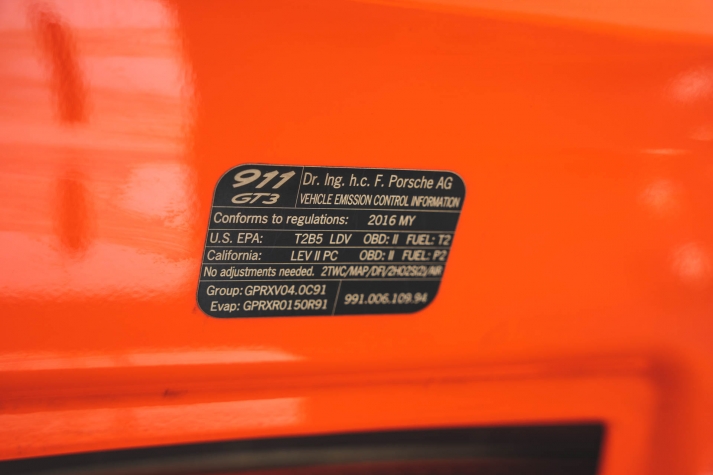 911 GT3
Dr. Ing. h.c. F. Porsche AG
VEHICLE EMISSION CONTROL INFORMATION
Conforms to regulations: 2016 MY
U.S. EPA: T2B5 LDV OBD: II FUEL: T2
California: LEV II PC OBD: II FUEL: P2
No adjustments needed. 2TWC/MAP/DFI/2HO2S(2)/AIR
Group: GPRXV04.0C91
Evap: GPRXR0150R91
991.006.109.94